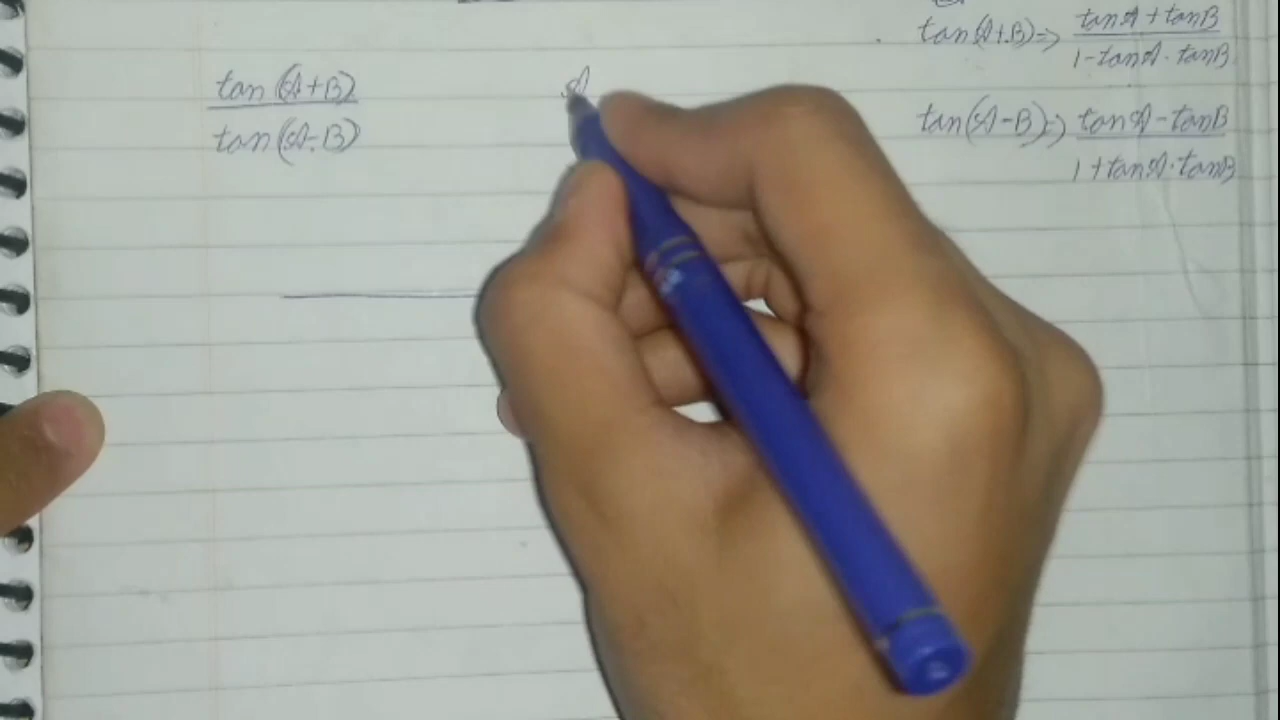 tan(A+B)
tan(A-B)
A
tan(A+B)=> tanA + tanB
1-tanA·tanB
tan(A-B)=> tanA-tanB
1+tanA·tanB